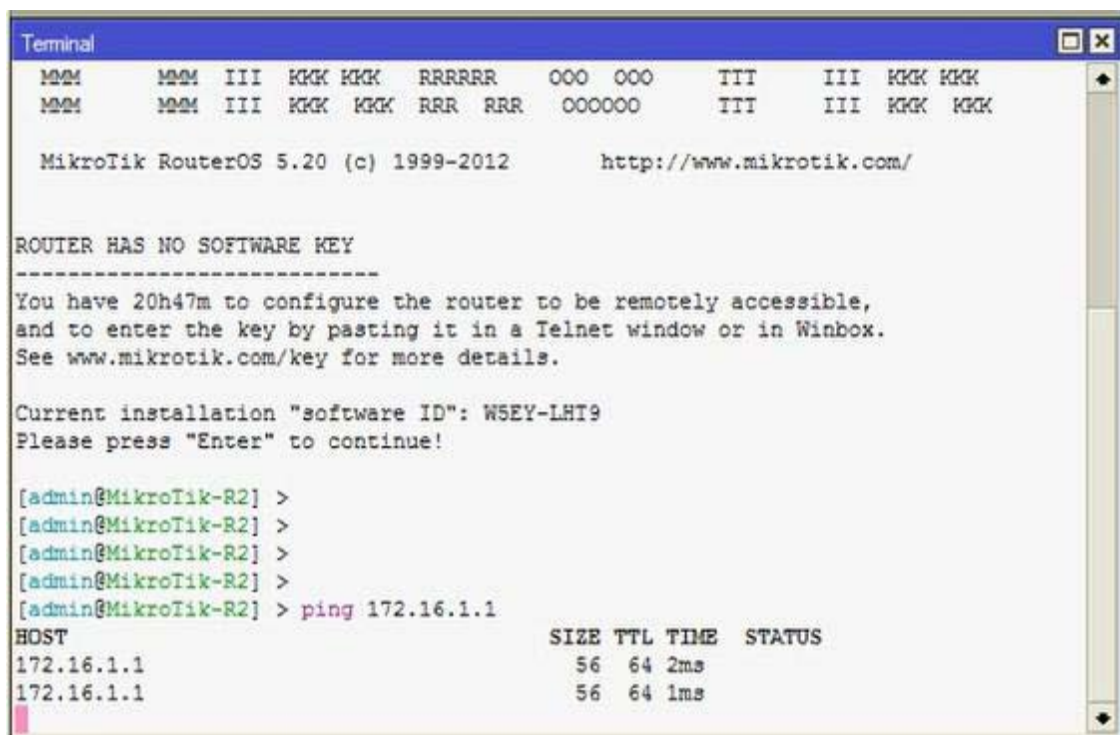 Terminal
MMM MMM III KKK KKK RRRRRR OOO OOO TTT III KKK KKK
MMM MMM III KKK KKK RRR RRR OOOOOO TTT III KKK KKK
MikroTik RouterOS 5.20 (c) 1999-2012 http://www.mikrotik.com/
ROUTER HAS NO SOFTWARE KEY
----------------------------
You have 20h47m to configure the router to be remotely accessible,
and to enter the key by pasting it in a Telnet window or in Winbox.
See www.mikrotik.com/key for more details.
Current installation "software ID": W5EY-LHT9
Please press "Enter" to continue!
[admin@MikroTik-R2] >
[admin@MikroTik-R2] >
[admin@MikroTik-R2] >
[admin@MikroTik-R2] >
[admin@MikroTik-R2] > ping 172.16.1.1
HOST SIZE TTL TIME STATUS
172.16.1.1 56 64 2ms
172.16.1.1 56 64 1ms